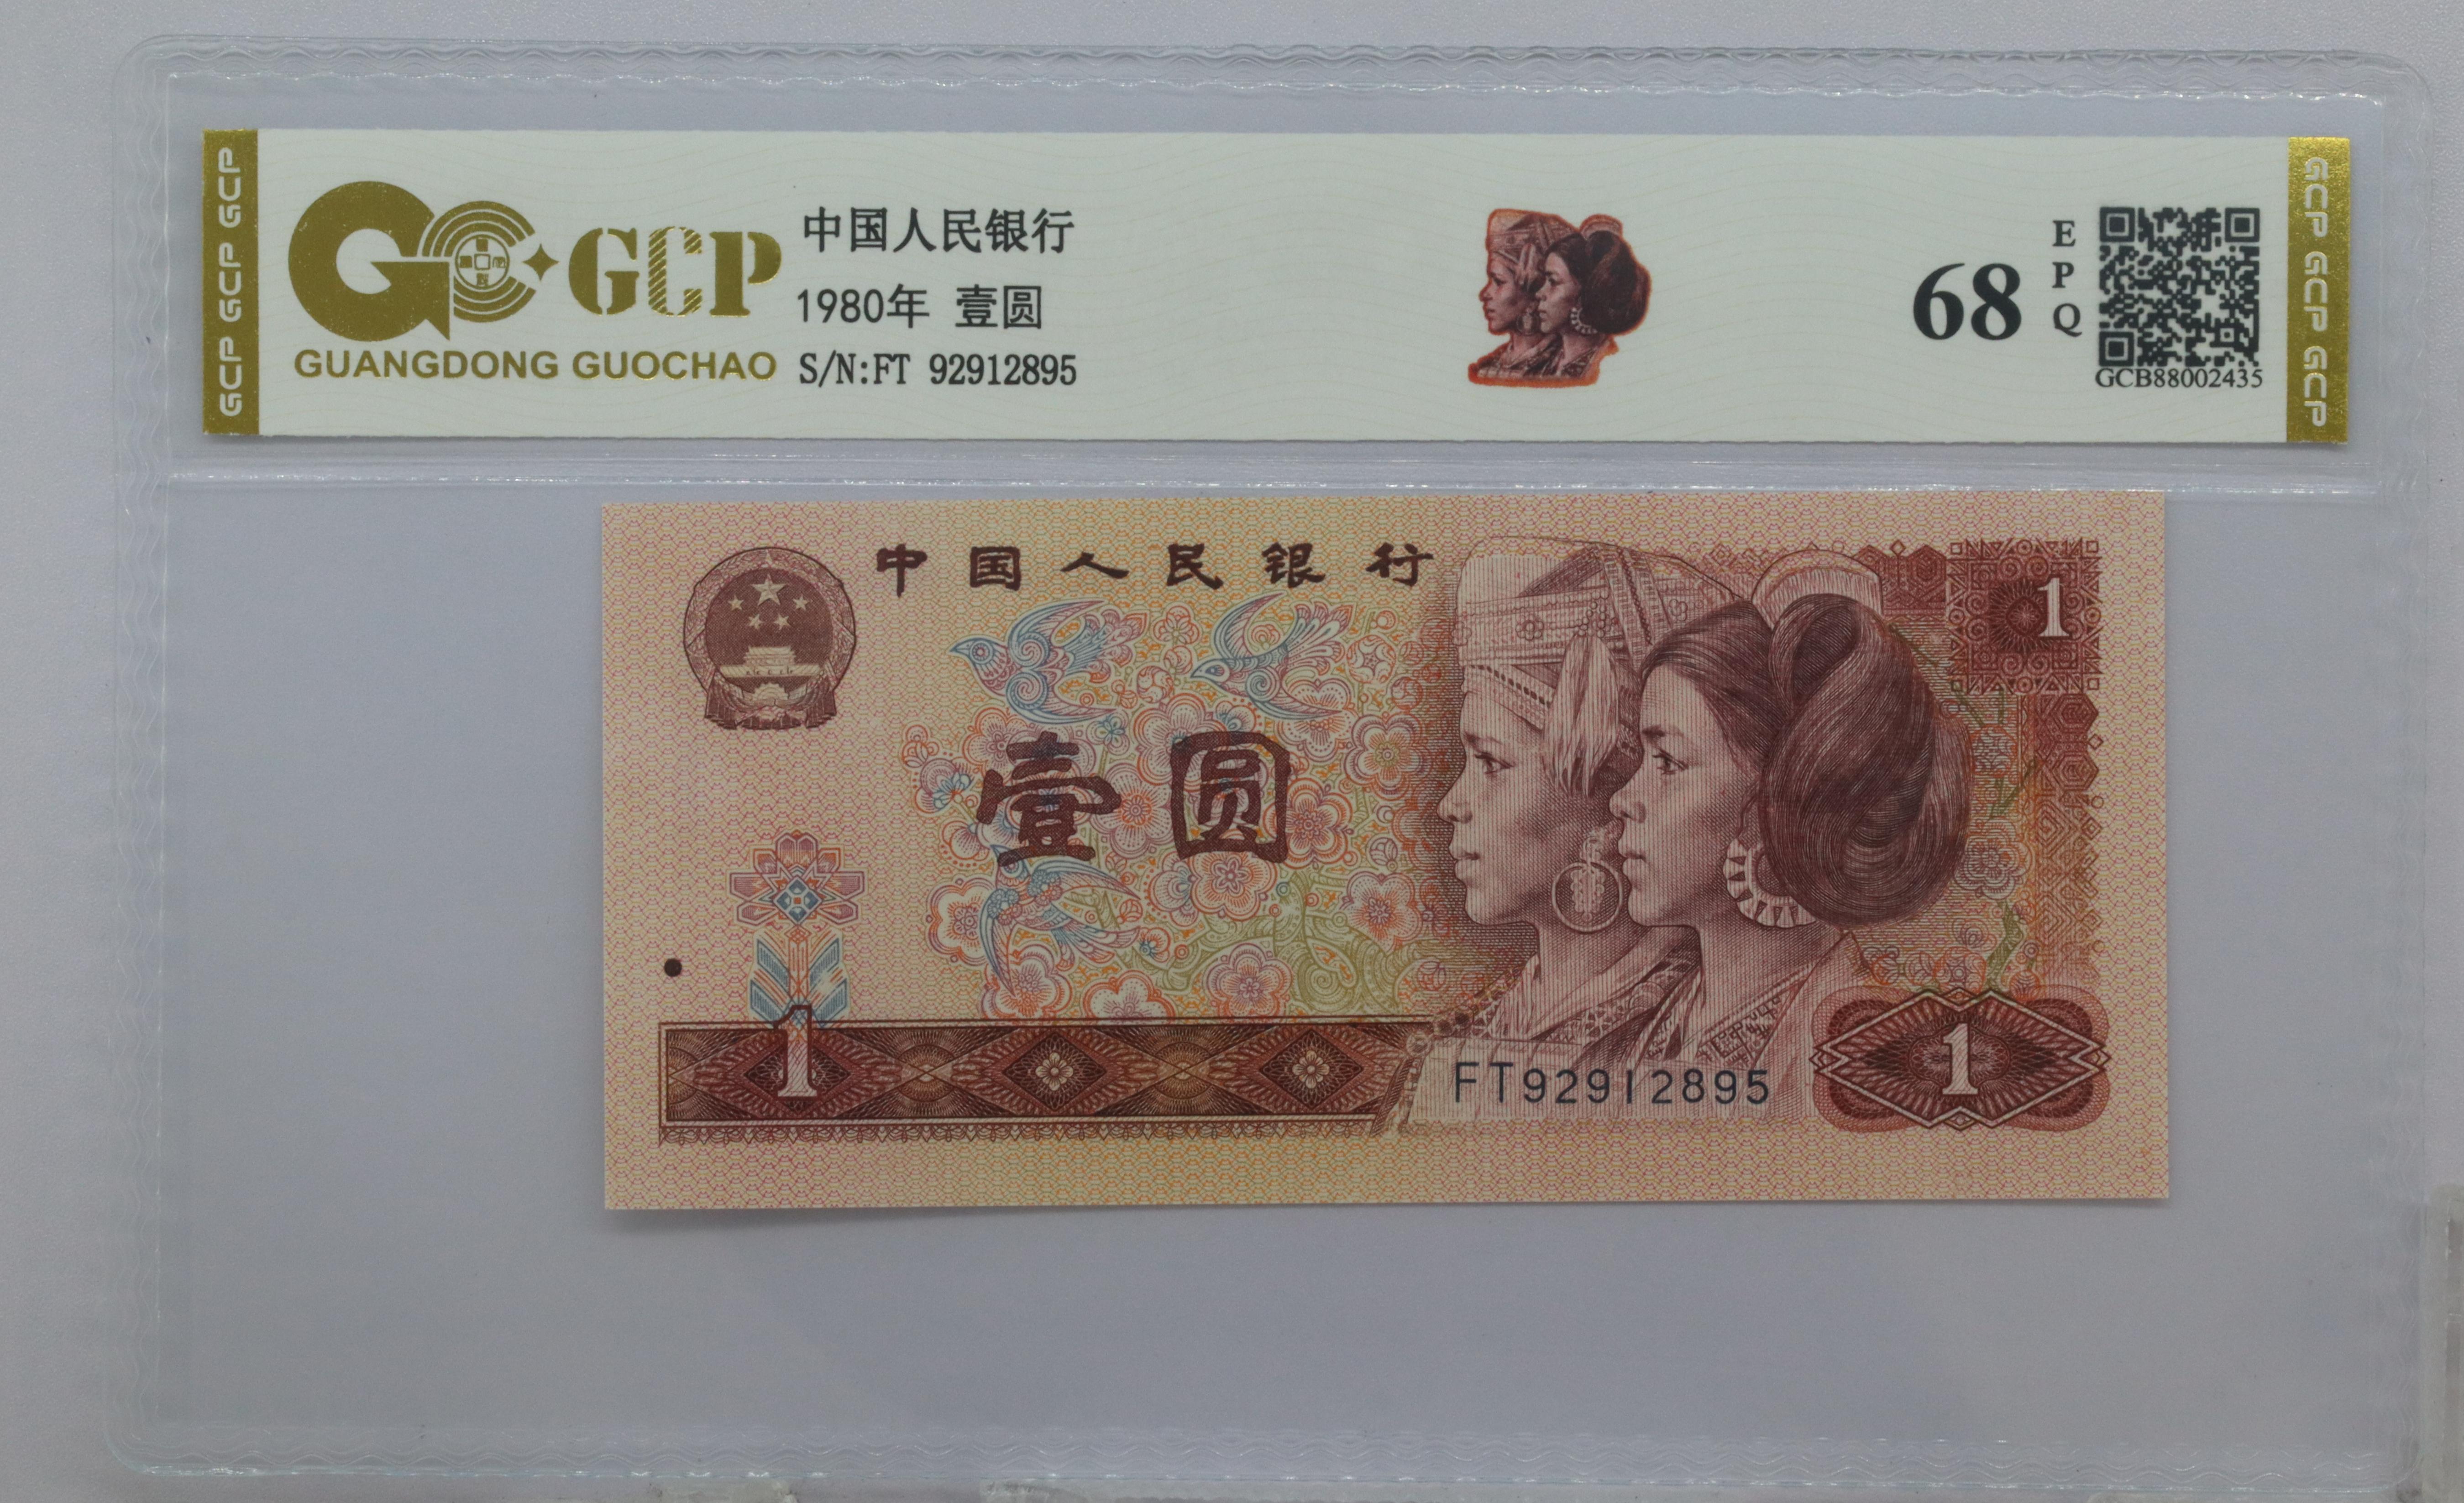 GCP GCP GCP
GCP
GUANGDONG GUOCHAO
中国人民银行
1980年 壹圆
S/N:FT 92912895
68
EPQ
GCB88002435
GCP GCP GCP
中国人民银行
1
壹圆
1
FT92912895
1